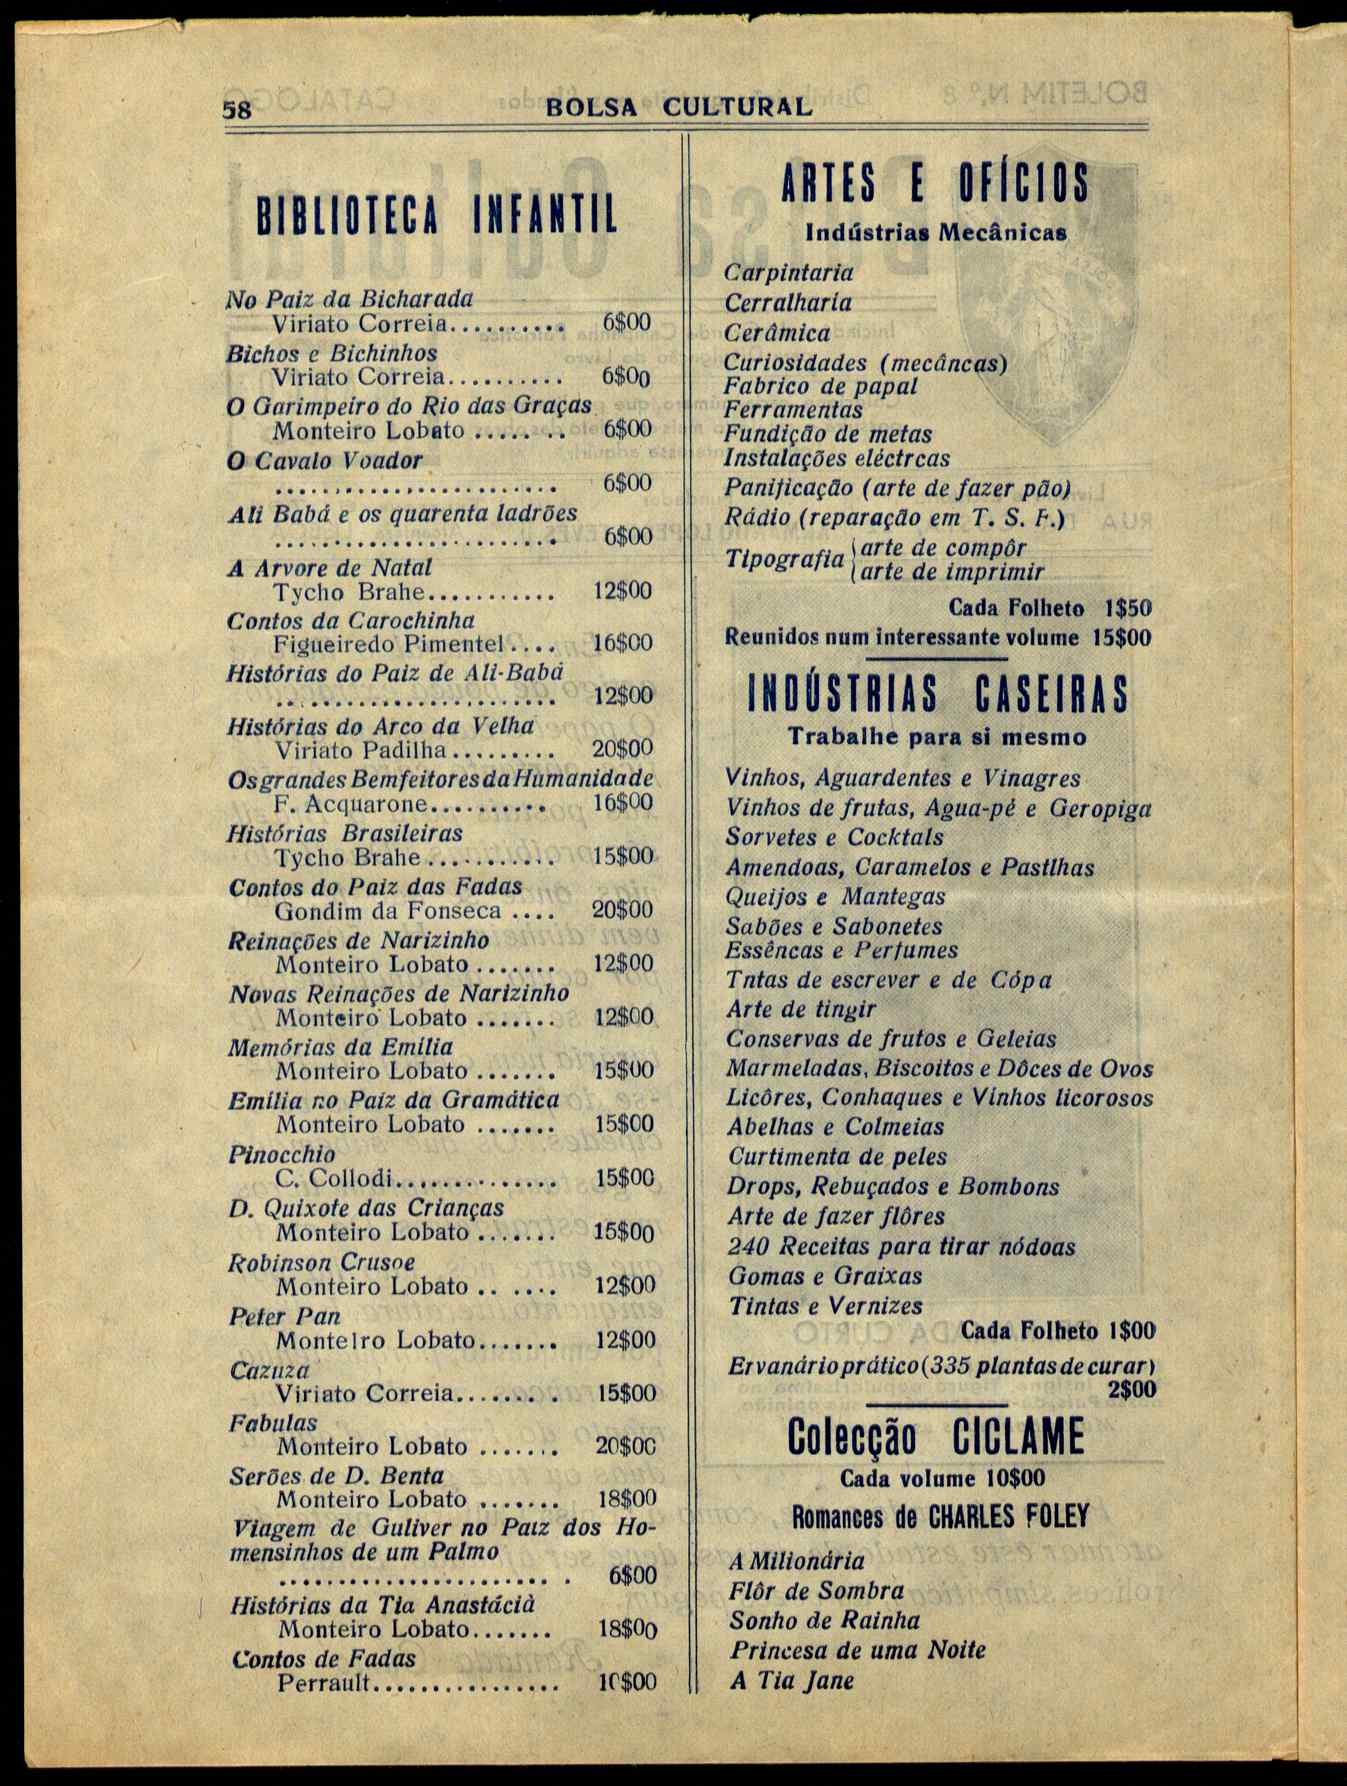 58
BOLSA CULTURAL
BIBLIOTECA INFANTIL
No Paiz da Bicharada
Viriato Correia.......... 6$00
Bichos e Bichinhos
Viriato Correia.......... 6$00
O Garimpeiro do Rio das Graças
Monteiro Lobato ....... 6$00
O Cavalo Voador
........................ 6$00
Ali Babá e os quarenta ladrões
........................ 6$00
A Arvore de Natal
Tycho Brahe........... 12$00
Contos da Carochinha
Figueiredo Pimentel.... 16$00
Histórias do Paiz de Ali-Babá
........................ 12$00
Histórias do Arco da Velha
Viriato Padilha......... 20$00
Os grandes Bemfeitores da Humanidade
F. Acquarone.......... 16$00
Histórias Brasileiras
Tycho Brahe........... 15$00
Contos do Paiz das Fadas
Gondim da Fonseca .... 20$00
Reinações de Narizinho
Monteiro Lobato ....... 12$00
Novas Reinações de Narizinho
Monteiro Lobato ....... 12$00
Memórias da Emília
Monteiro Lobato ....... 15$00
Emília no Paíz da Gramática
Monteiro Lobato ....... 15$00
Pinocchio
C. Collodi.............. 15$00
D. Quixote das Crianças
Monteiro Lobato ....... 15$00
Robinson Crusoe
Monteiro Lobato .. .... 12$00
Peter Pan
Monteiro Lobato....... 12$00
Cazuza
Viriato Correia....... . 15$00
Fabulas
Monteiro Lobato ....... 20$00
Serões de D. Benta
Monteiro Lobato ....... 18$00
Viagem de Guliver no Paiz dos Ho-
mensinhos de um Palmo
....................... . 6$00
Histórias da Tia Anastácià
Monteiro Lobato....... 18$00
Contos de Fadas
Perrault................ 10$00
ARTES E OFÍCIOS
Indústrias Mecânicas
Carpintaria
Cerralharia
Cerâmica
Curiosidades (mecâncas)
Fabrico de papal
Ferramentas
Fundição de metas
Instalações eléctrcas
Panificação (arte de fazer pão)
Rádio (reparação em T. S. F.)
Tipografia { arte de compôr
arte de imprimir
Cada Folheto 1$50
Reunidos num interessante volume 15$00
INDÚSTRIAS CASEIRAS
Trabalhe para si mesmo
Vinhos, Aguardentes e Vinagres
Vinhos de frutas, Agua-pé e Geropiga
Sorvetes e Cocktals
Amendoas, Caramelos e Pastlhas
Queijos e Mantegas
Sabões e Sabonetes
Essêncas e Perfumes
Tntas de escrever e de Cópa
Arte de tingir
Conservas de frutos e Geleias
Marmeladas, Biscoitos e Dôces de Ovos
Licôres, Conhaques e Vinhos licorosos
Abelhas e Colmeias
Curtimenta de peles
Drops, Rebuçados e Bombons
Arte de fazer flôres
240 Receitas para tirar nódoas
Gomas e Graixas
Tintas e Vernizes
Cada Folheto 1$00
Ervanário prático (335 plantas de curar)
2$00
Colecção CICLAME
Cada volume 10$00
Romances de CHARLES FOLEY
A Milionária
Flôr de Sombra
Sonho de Rainha
Princesa de uma Noite
A Tia Jane